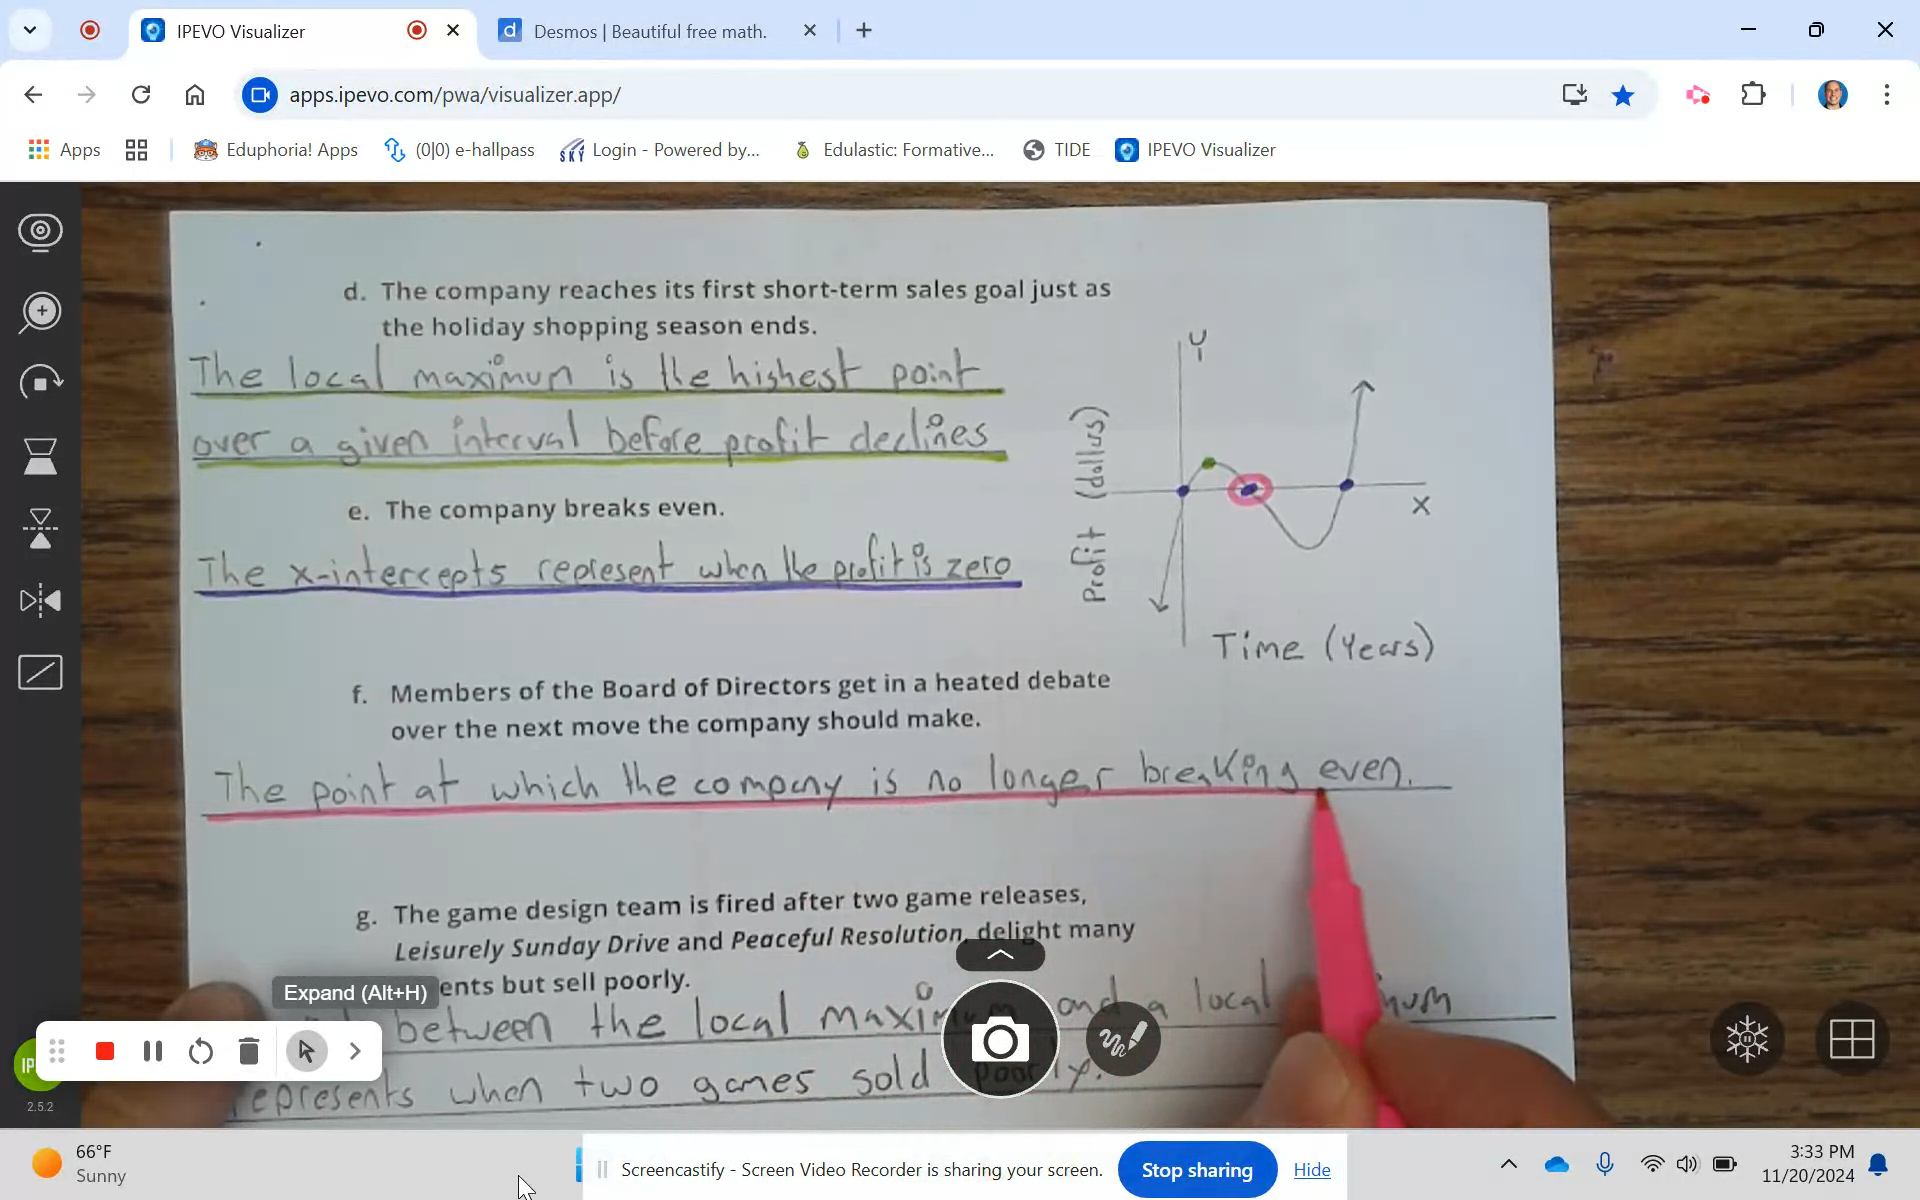 IPEVO Visualizer
Desmos | Beautiful free math.
apps.ipevo.com/pwa/visualizer.app/
Apps
Eduphoria! Apps
(0|0) e-hallpass
SKY
Login - Powered by...
Edulastic: Formative...
TIDE
IPEVO Visualizer
d. The company reaches its first short-term sales goal just as
the holiday shopping season ends.
The local maximum is the highest point
over a given interval before profit declines
e. The company breaks even.
The x-intercepts represent when the profit is zero
Y
X
Profit (dollars)
Time (Years)
f. Members of the Board of Directors get in a heated debate
over the next move the company should make.
The point at which the company is no longer breaking even.
g. The game design team is fired after two game releases,
Leisurely Sunday Drive and Peaceful Resolution, delight many
but sell poorly.
between the local maximum and a local
represents when two games sold poorly.
Expand (Alt+H)
2.5.2
66°F
Sunny
Screencastify - Screen Video Recorder is sharing your screen.
Stop sharing
Hide
3:33 PM
11/20/2024